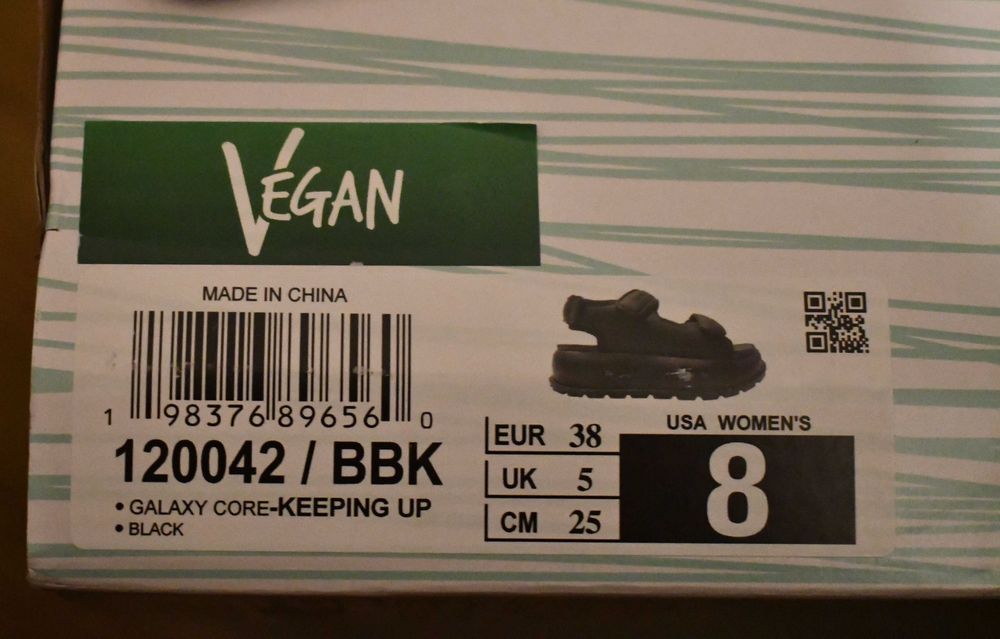 VEGAN
MADE IN CHINA
1 98376 89656 0
120042 / BBK
• GALAXY CORE-KEEPING UP
• BLACK
EUR 38
UK 5
CM 25
USA WOMEN'S
8